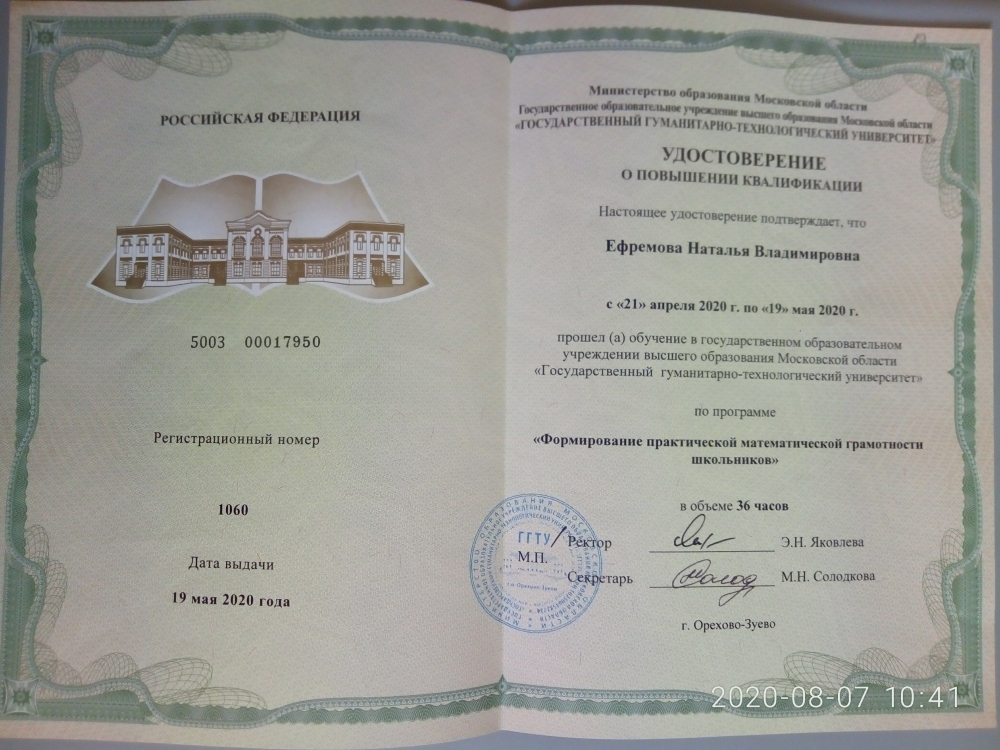 РОССИЙСКАЯ ФЕДЕРАЦИЯ
5003 00017950
Регистрационный номер
1060
Дата выдачи
19 мая 2020 года
Министерство образования Московской области
Государственное образовательное учреждение высшего образования Московской области
«ГОСУДАРСТВЕННЫЙ ГУМАНИТАРНО-ТЕХНОЛОГИЧЕСКИЙ УНИВЕРСИТЕТ»
УДОСТОВЕРЕНИЕ
О ПОВЫШЕНИИ КВАЛИФИКАЦИИ
Настоящее удостоверение подтверждает, что
Ефремова Наталья Владимировна
с «21» апреля 2020 г. по «19» мая 2020 г.
прошел (а) обучение в государственном образовательном
учреждении высшего образования Московской области
«Государственный гуманитарно-технологический университет»
по программе
«Формирование практической математической грамотности
школьников»
в объеме 36 часов
ГГТУ
М.П.
Ректор Э.Н. Яковлева
Секретарь М.Н. Солодкова
г. Орехово-Зуево
2020-08-07 10:41